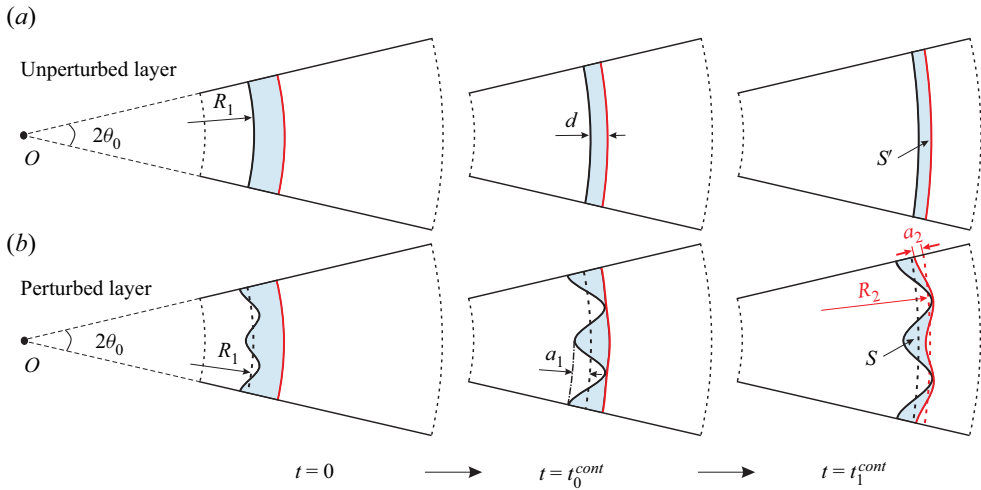 (a)
Unperturbed layer
R₁
2θ₀
O
d
S′
(b)
Perturbed layer
R₁
2θ₀
O
a₁
a₂
R₂
S
t = 0
t = t₀ᶜᵒⁿᵗ
t = t₁ᶜᵒⁿᵗ